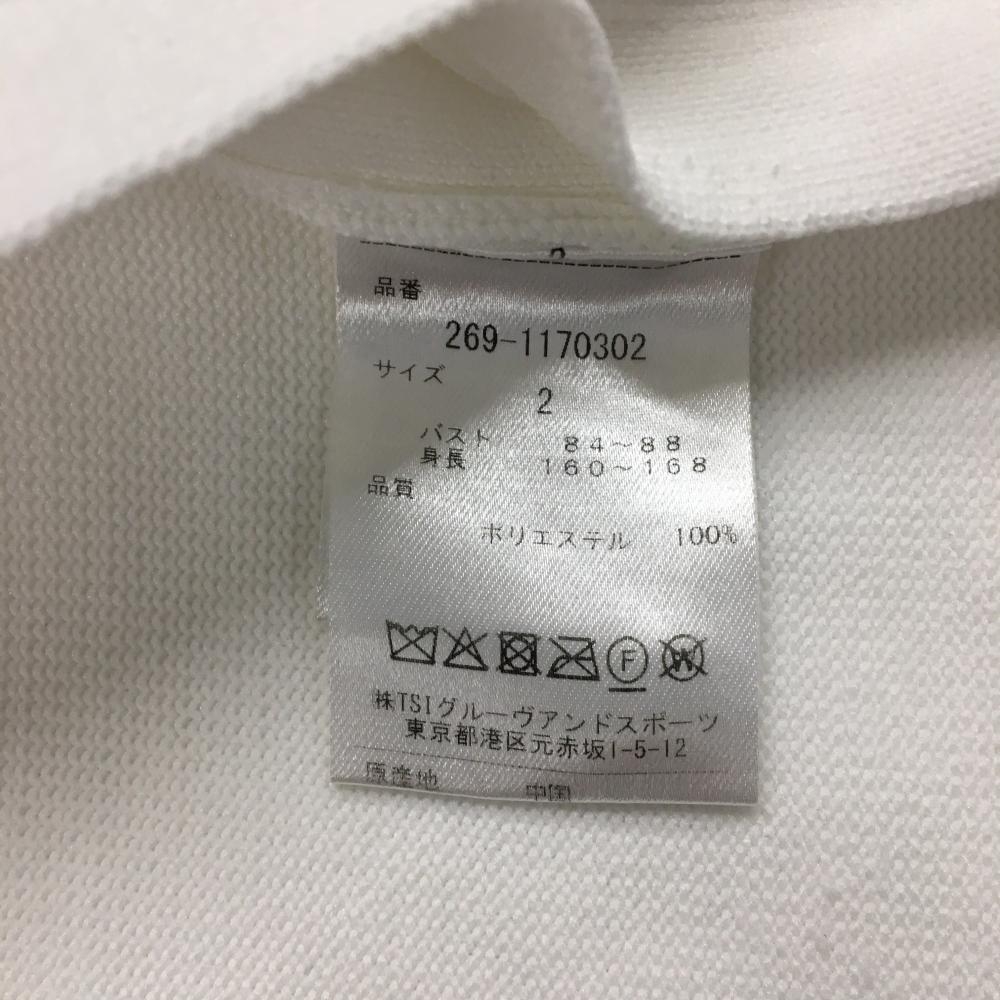 品番
269-1170302
サイズ
2
バスト 84~88
身長 160~168
品質
ポリエステル 100%
F W
㈱TSIグルーヴアンドスポーツ
東京都港区元赤坂1-5-12
原産地 中国